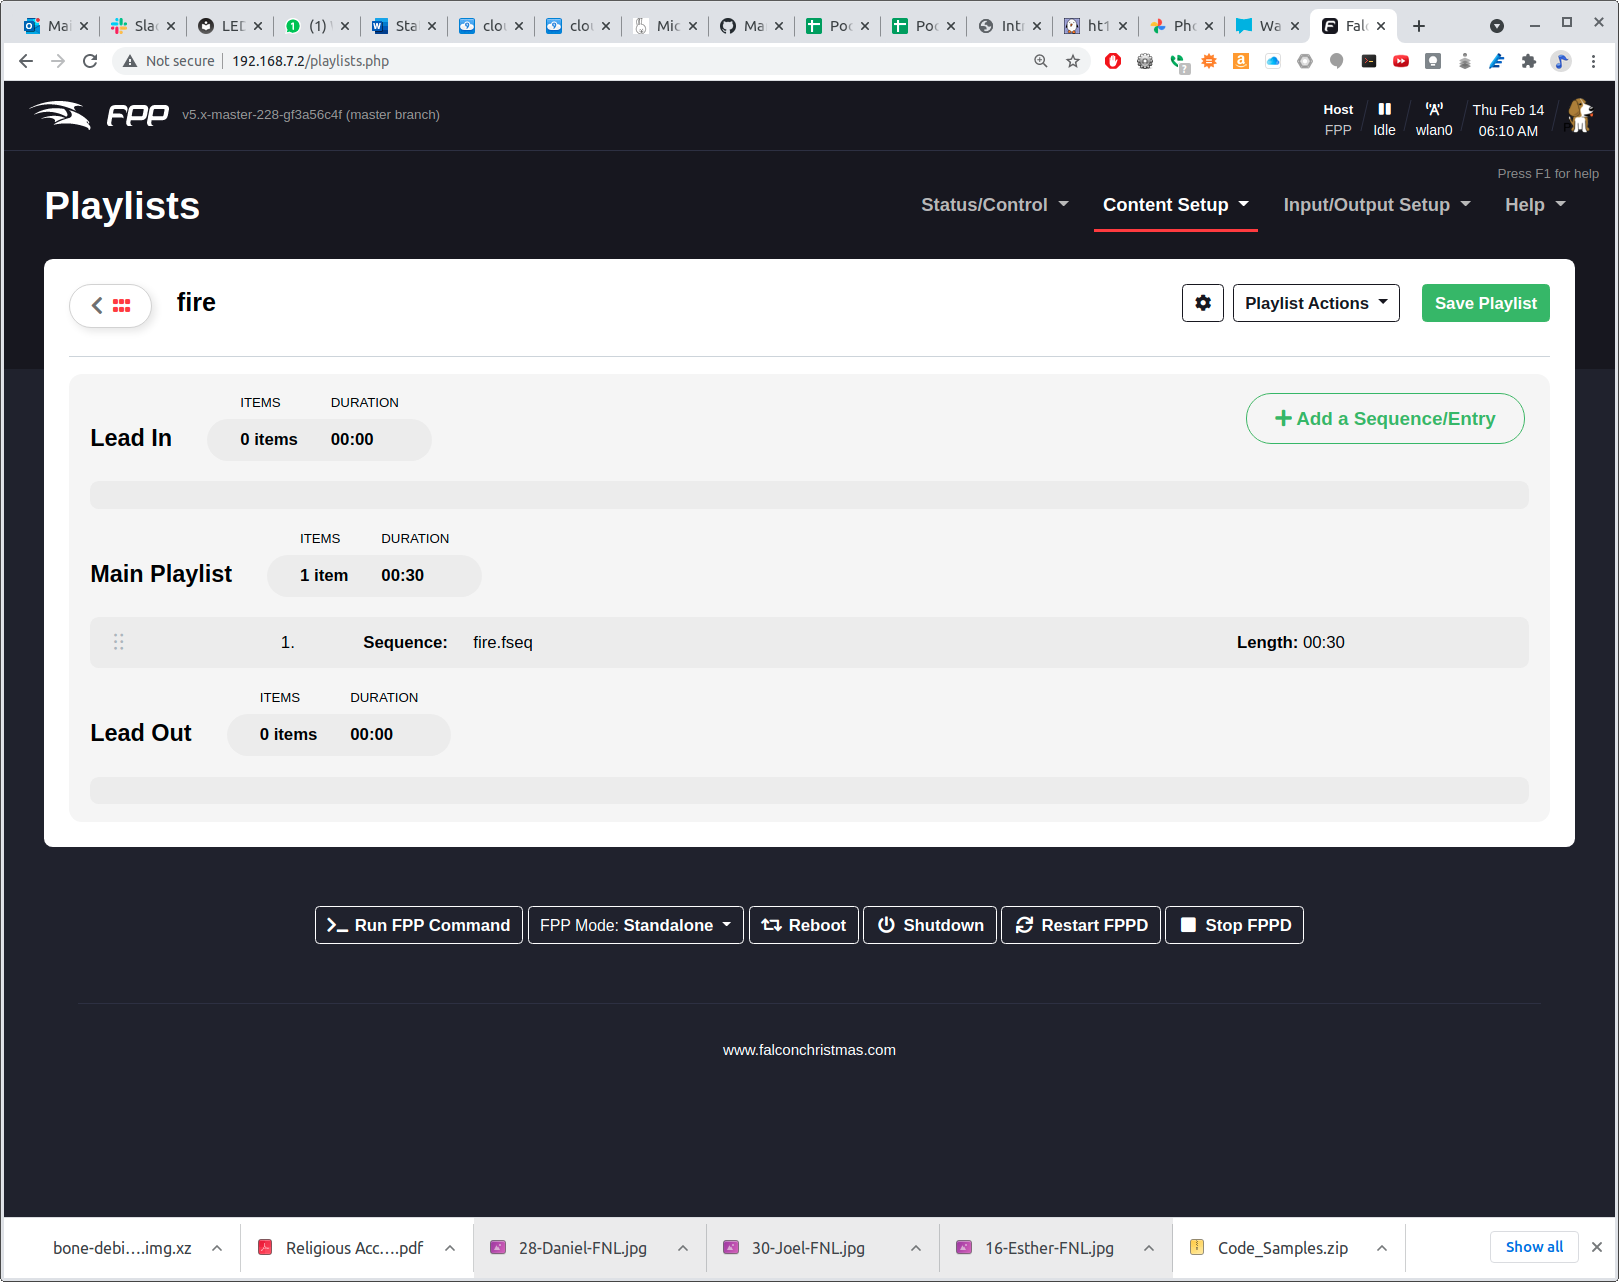 Mai Sla LED (1) Sta clou clou Mic Ma Poc Poc Intr ht1 Pho Wa Falc
Not secure 192.168.7.2/playlists.php
FPP v5.x-master-228-gf3a56c4f (master branch)
Host
FPP
Idle
wlan0
Thu Feb 14
06:10 AM
Press F1 for help
Playlists
Status/Control Content Setup Input/Output Setup Help
fire
Playlist Actions
Save Playlist
ITEMS DURATION
Lead In 0 items 00:00
Add a Sequence/Entry
ITEMS DURATION
Main Playlist 1 item 00:30
1. Sequence: fire.fseq Length: 00:30
ITEMS DURATION
Lead Out 0 items 00:00
Run FPP Command FPP Mode: Standalone Reboot Shutdown Restart FPPD Stop FPPD
www.falconchristmas.com
bone-debi....img.xz Religious Acc....pdf 28-Daniel-FNL.jpg 30-Joel-FNL.jpg 16-Esther-FNL.jpg Code_Samples.zip Show all